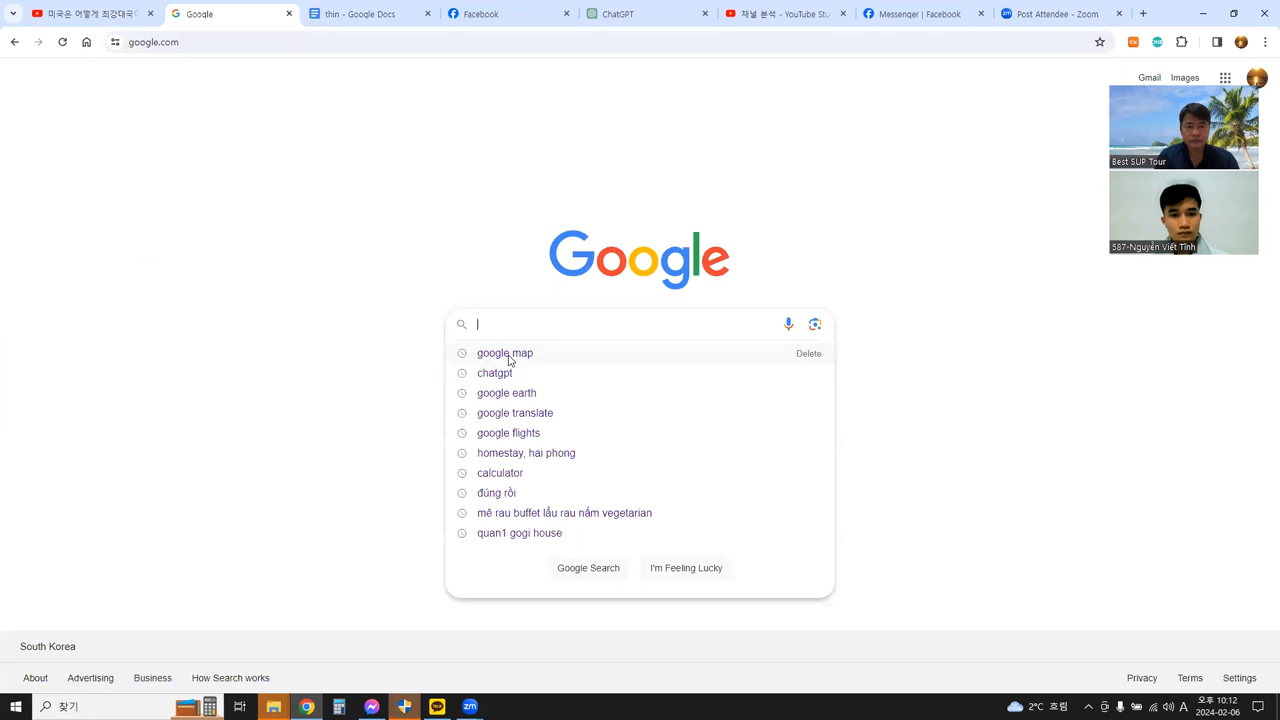 미국은 어떻게 최강대국이
Google
thin - Google Docs
Facebook
ChatGPT
채널 분석 - YouTube Stu
Messenger | Facebook
Post Attendee - Zoom
google.com
Gmail
Images
Best SUP Tour
587-Nguyễn Viết Tĩnh
Google
google map
Delete
chatgpt
google earth
google translate
google flights
homestay, hai phong
calculator
đúng rồi
mê rau buffet lẩu rau nấm vegetarian
quan1 gogi house
Google Search
I'm Feeling Lucky
South Korea
About
Advertising
Business
How Search works
Privacy
Terms
Settings
찾기
2°C 흐림
A
오후 10:12
2024-02-06